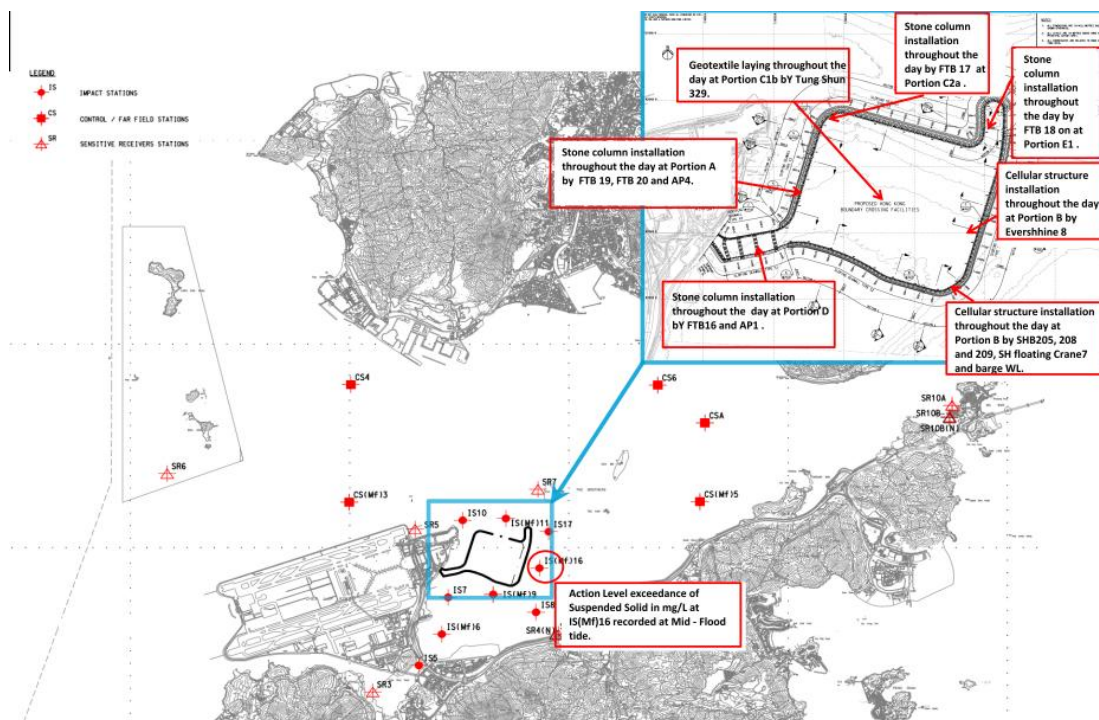 LEGEND
IS IMPACT STATIONS
CS CONTROL / FAR FIELD STATIONS
SR SENSITIVE RECEIVERS STATIONS
Geotextile laying throughout the
day at Portion C1b bY Tung Shun
329.
Stone column
installation
throughout the
day by FTB 17 at
Portion C2a .
Stone
column
installation
throughout
the day by
FTB 18 on at
Portion E1 .
Stone column installation
throughout the day at Portion A
by FTB 19, FTB 20 and AP4.
Cellular structure
installation
throughout the day
at Portion B by
Evershhine 8
PROPOSED HONG KONG
BOUNDARY CROSSING FACILITIES
Stone column installation
throughout the day at Portion D
bY FTB16 and AP1 .
Cellular structure installation
throughout the day at
Portion B by SHB205, 208
and 209, SH floating Crane7
and barge WL.
CS4
CS6
CSA
SR10A
SR10B
SR10B(N)
SR6
SR7
CS(Mf)3
CS(Mf)5
IS10
IS(Mf)11
SR5
IS17
IS(Mf)16
IS7
IS(Mf)9
IS8
IS(Mf)6
SR4(N)
IS5
SR3
Action Level exceedance of
Suspended Solid in mg/L at
IS(Mf)16 recorded at Mid - Flood
tide.